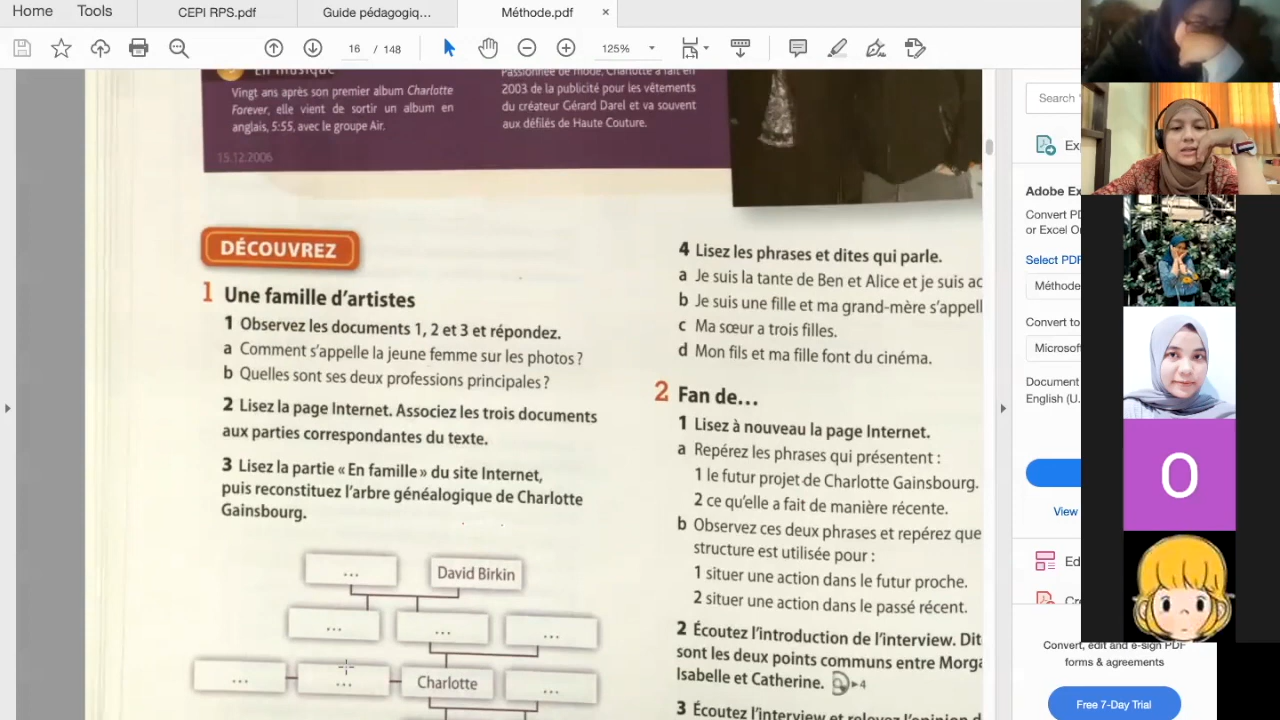 Home Tools CEPI RPS.pdf Guide pédagogiq... Méthode.pdf ×
16 / 148 125%
En musique
Vingt ans après son premier album Charlotte
Forever, elle vient de sortir un album en
anglais, 5:55, avec le groupe Air.
15.12.2006
Passionnée de mode, Charlotte a fait en
2003 de la publicité pour les vêtements
du créateur Gérard Darel et va souvent
aux défilés de Haute Couture.
DÉCOUVREZ
1 Une famille d'artistes
1 Observez les documents 1, 2 et 3 et répondez.
a Comment s'appelle la jeune femme sur les photos ?
b Quelles sont ses deux professions principales ?
2 Lisez la page Internet. Associez les trois documents
aux parties correspondantes du texte.
3 Lisez la partie « En famille » du site Internet,
puis reconstituez l'arbre généalogique de Charlotte
Gainsbourg.
... David Birkin
... ... ...
... ... Charlotte ...
4 Lisez les phrases et dites qui parle.
a Je suis la tante de Ben et Alice et je suis ac
b Je suis une fille et ma grand-mère s'appell
c Ma sœur a trois filles.
d Mon fils et ma fille font du cinéma.
2 Fan de...
1 Lisez à nouveau la page Internet.
a Repérez les phrases qui présentent :
1 le futur projet de Charlotte Gainsbourg.
2 ce qu'elle a fait de manière récente.
b Observez ces deux phrases et repérez que
structure est utilisée pour :
1 situer une action dans le futur proche.
2 situer une action dans le passé récent.
2 Écoutez l'introduction de l'interview. Dit
sont les deux points communs entre Morga
Isabelle et Catherine. 4
3 Écoutez l'interview et relevez l'opinion d
Search
Ex
Adobe Ex
Convert PD
or Excel On
Select PDF
Méthode
Convert to
Microsof
Document
English (U.
View
Ed
Cr
Convert, edit and e-sign PDF
forms & agreements
Free 7-Day Trial
O